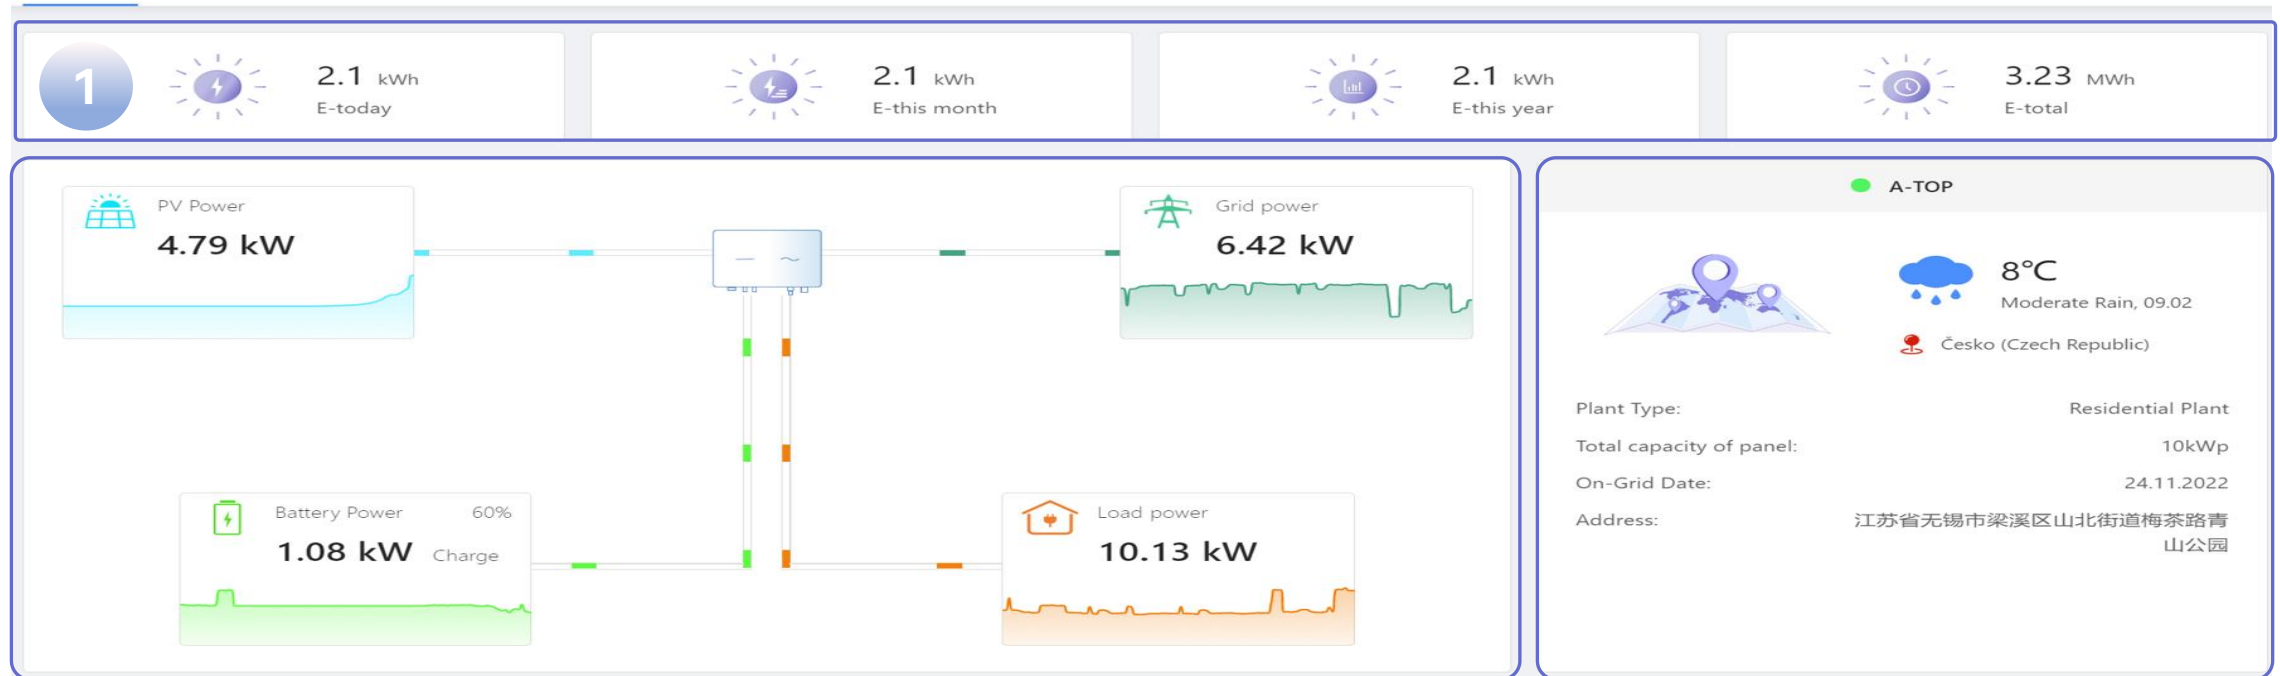 1
2.1 kWh
E-today
2.1 kWh
E-this month
2.1 kWh
E-this year
3.23 MWh
E-total
PV Power
4.79 kW
Grid power
6.42 kW
Battery Power 60%
1.08 kW Charge
Load power
10.13 kW
A-TOP
8℃
Moderate Rain, 09.02
Česko (Czech Republic)
Plant Type: Residential Plant
Total capacity of panel: 10kWp
On-Grid Date: 24.11.2022
Address: 江苏省无锡市梁溪区山北街道梅茶路青
山公园